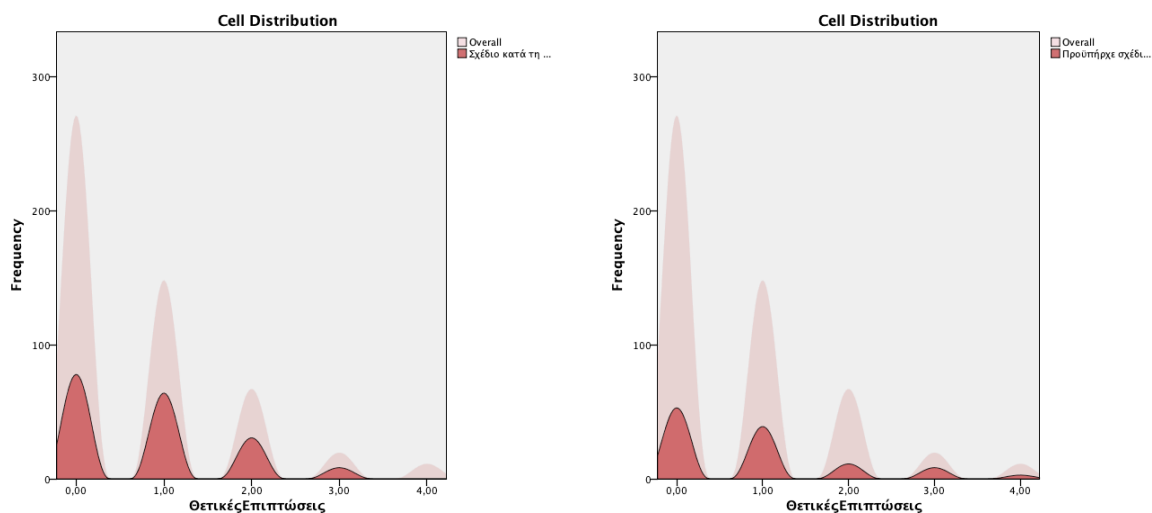 Cell Distribution
Overall
Σχέδιο κατά τη ...
Frequency
300
200
100
0
0,00 1,00 2,00 3,00 4,00
ΘετικέςΕπιπτώσεις
Cell Distribution
Overall
Προϋπήρχε σχέδι...
Frequency
300
200
100
0
0,00 1,00 2,00 3,00 4,00
ΘετικέςΕπιπτώσεις